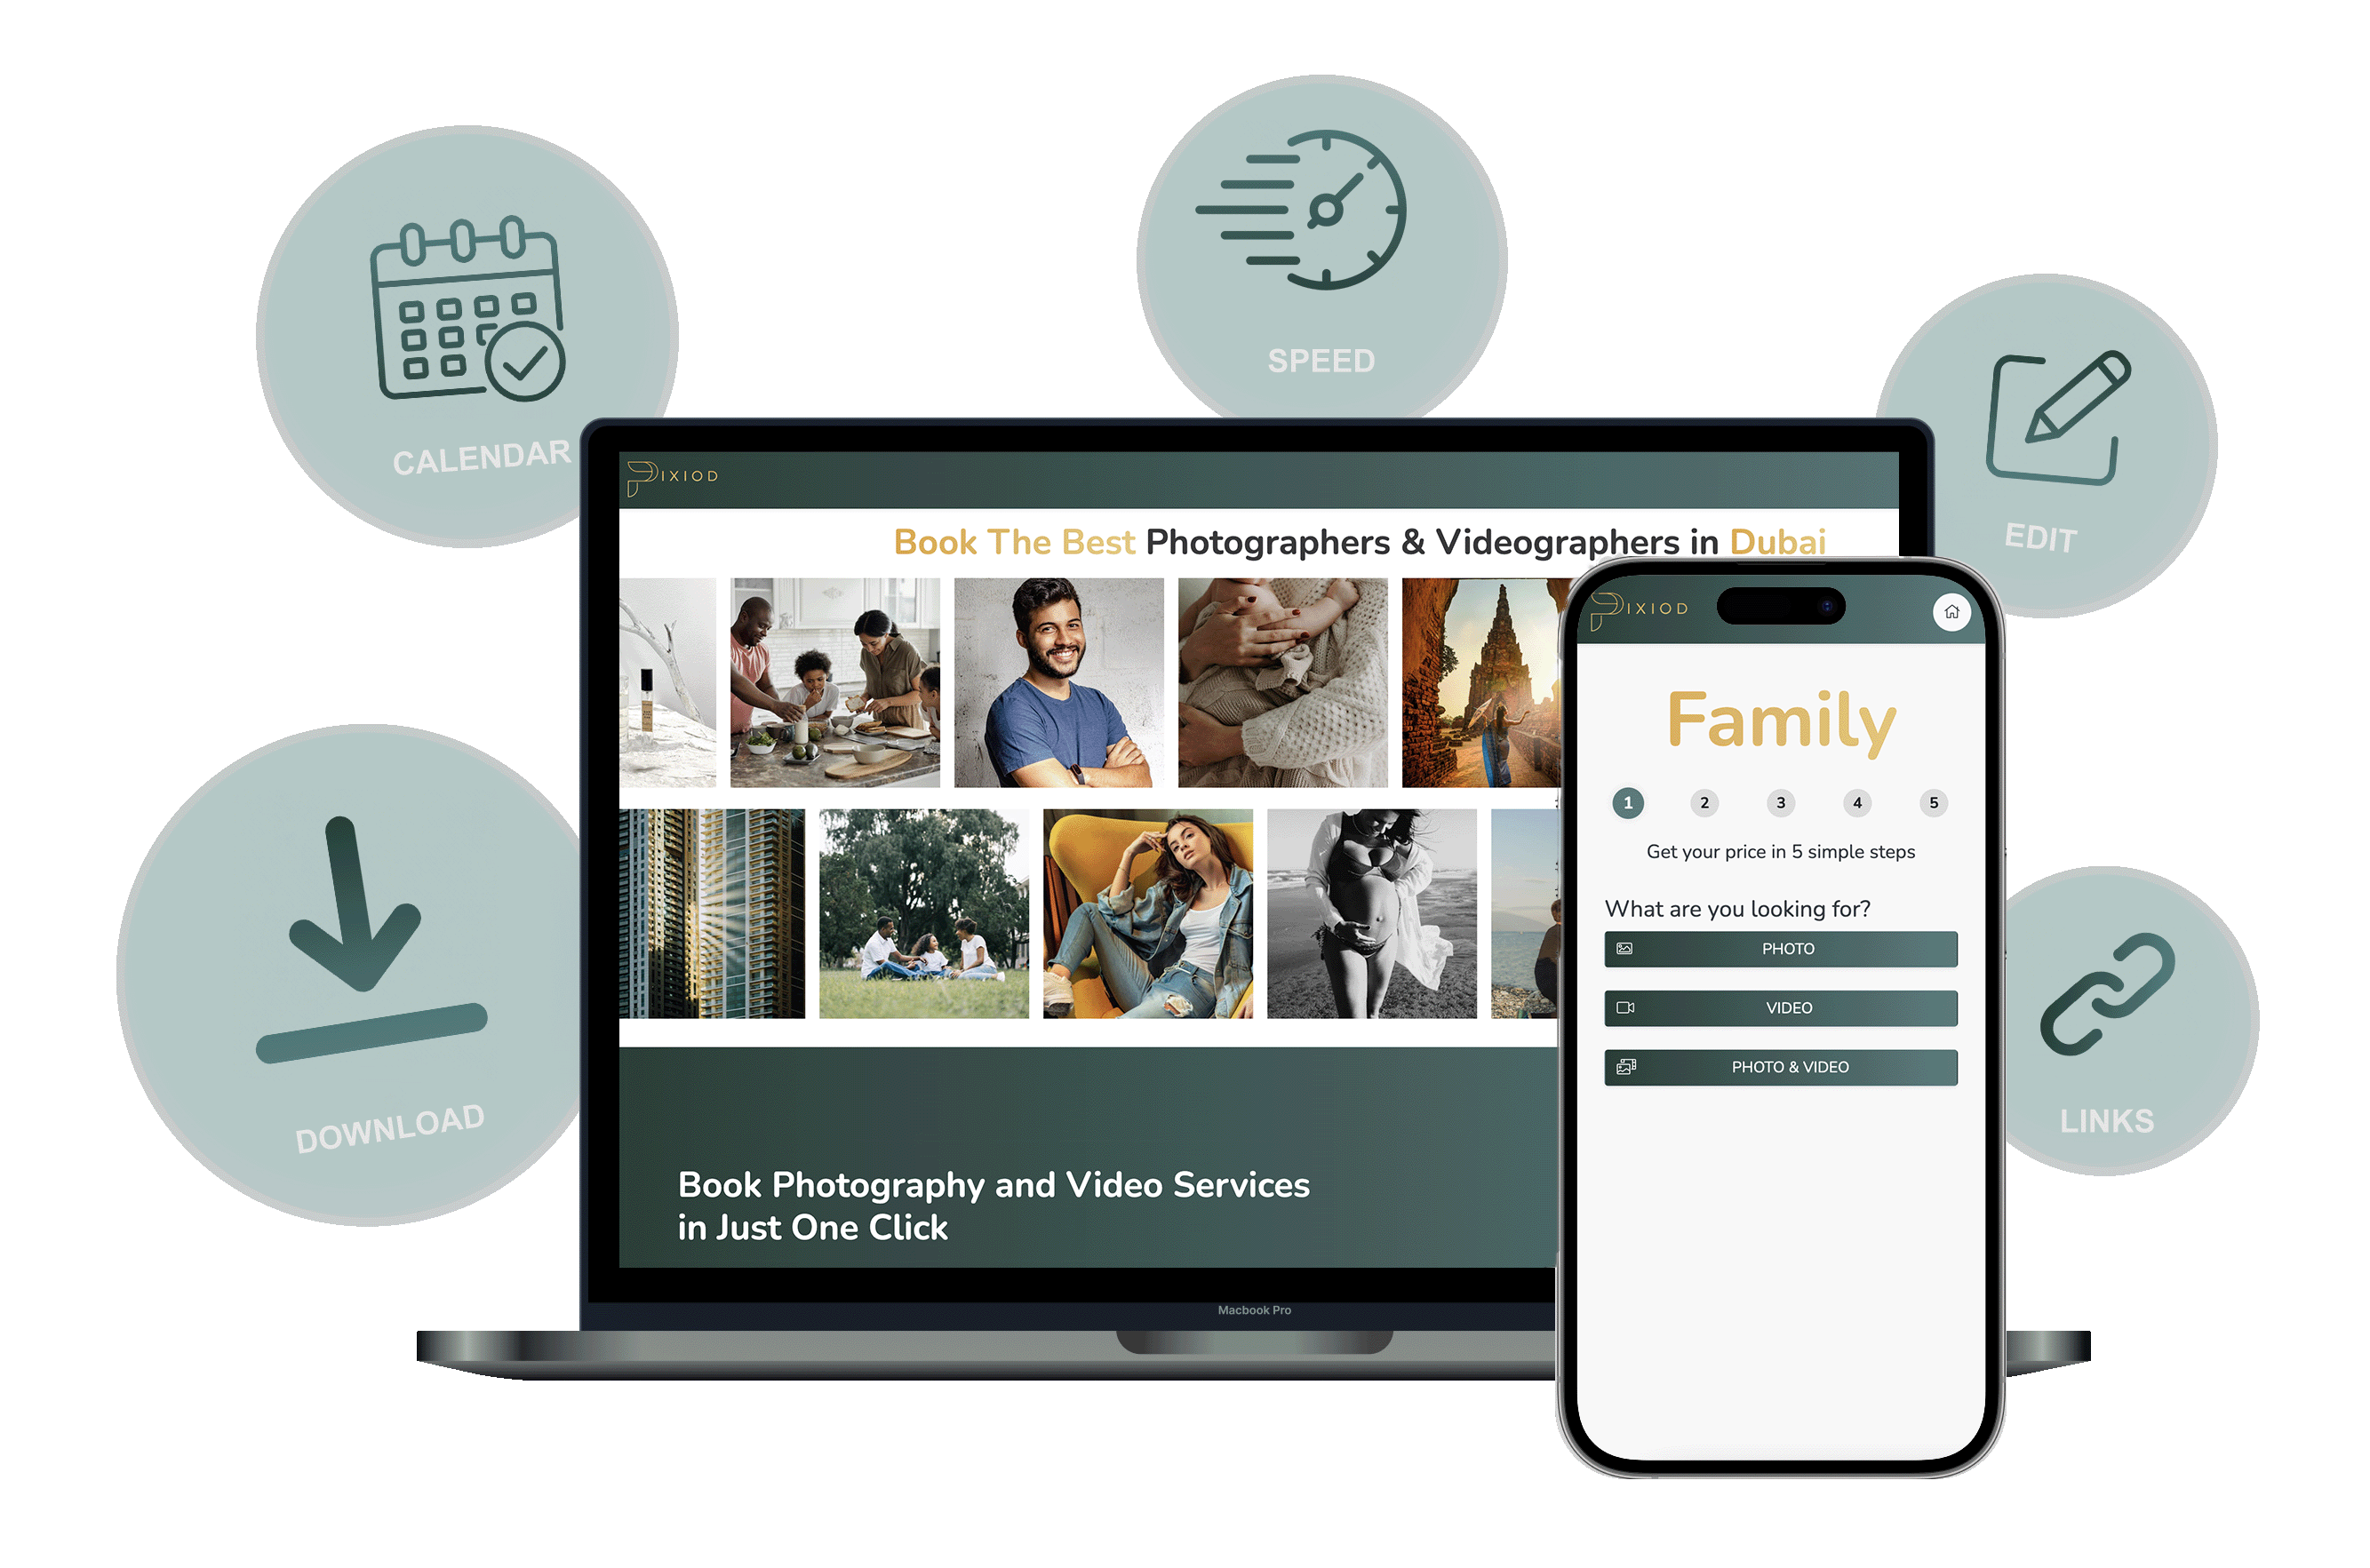 SPEED
CALENDAR
EDIT
PIXIOD
Book The Best Photographers & Videographers in Dubai
PIXIOD
Family
1 2 3 4 5
Get your price in 5 simple steps
What are you looking for?
PHOTO
VIDEO
PHOTO & VIDEO
DOWNLOAD
LINKS
Book Photography and Video Services
in Just One Click
Macbook Pro